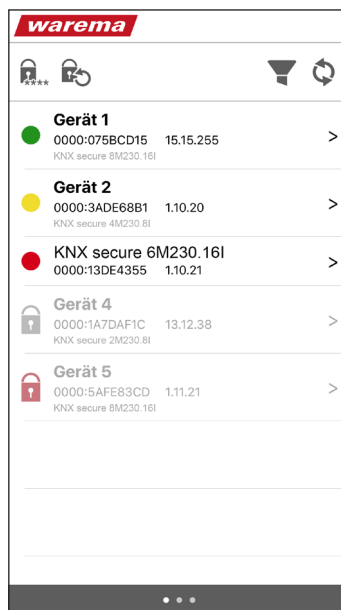 warema
****
Gerät 1
0000:075BCD15 15.15.255
KNX secure 8M230.16I
Gerät 2
0000:3ADE68B1 1.10.20
KNX secure 4M230.8I
KNX secure 6M230.16I
0000:13DE4355 1.10.21
Gerät 4
0000:1A7DAF1C 13.12.38
KNX secure 2M230.8I
Gerät 5
0000:5AFE83CD 1.11.21
KNX secure 8M230.16I